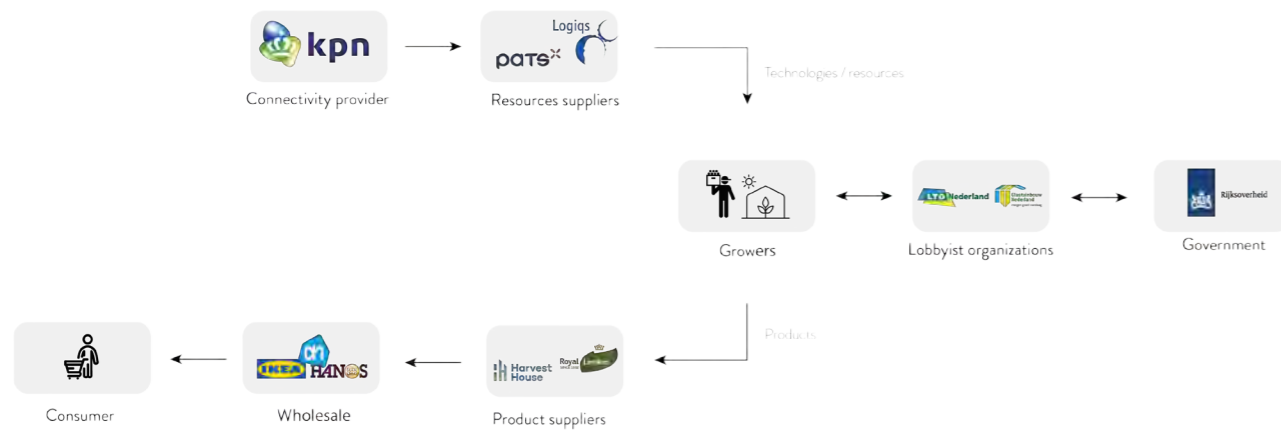 kpn
Logiqs
PATS
Connectivity provider
Resources suppliers
Technologies / resources
LTO Nederland
Glastuinbouw
Nederland
Rijksoverheid
Growers
Lobbyist organizations
Government
Products
IKEA
HANOS
Harvest
House
Royal
Consumer
Wholesale
Product suppliers